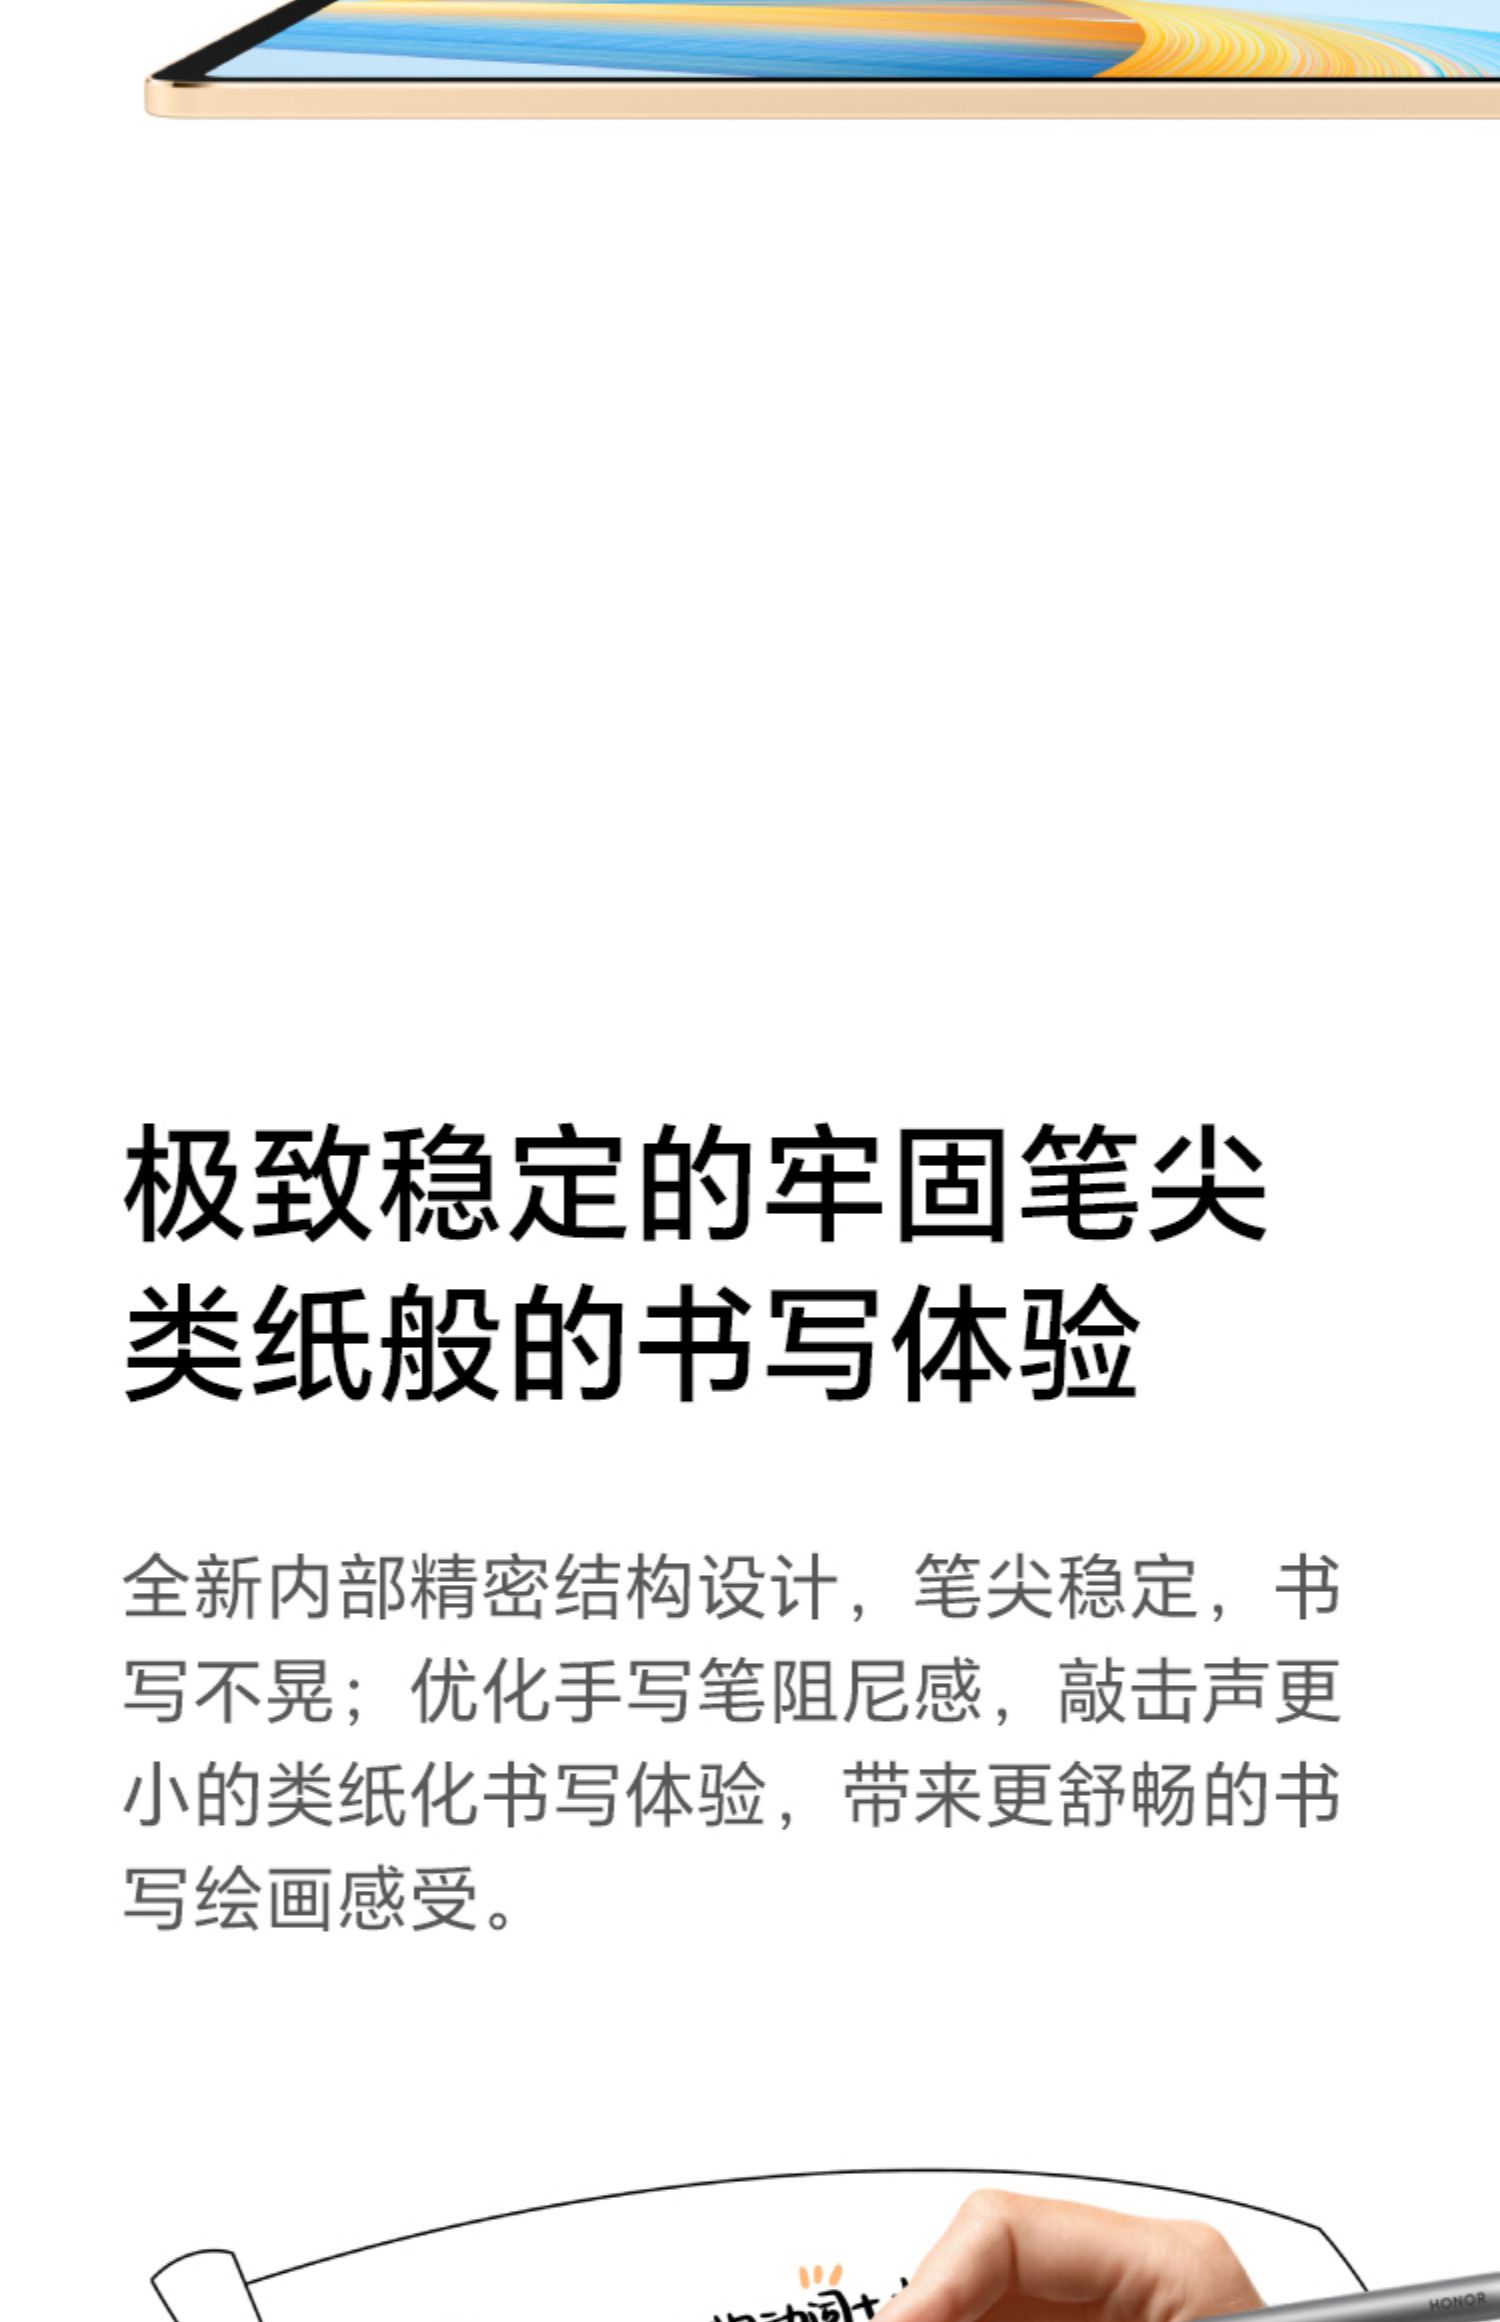 极致稳定的牢固笔尖
类纸般的书写体验
全新内部精密结构设计，笔尖稳定，书
写不晃；优化手写笔阻尼感，敲击声更
小的类纸化书写体验，带来更舒畅的书
写绘画感受。
HONOR